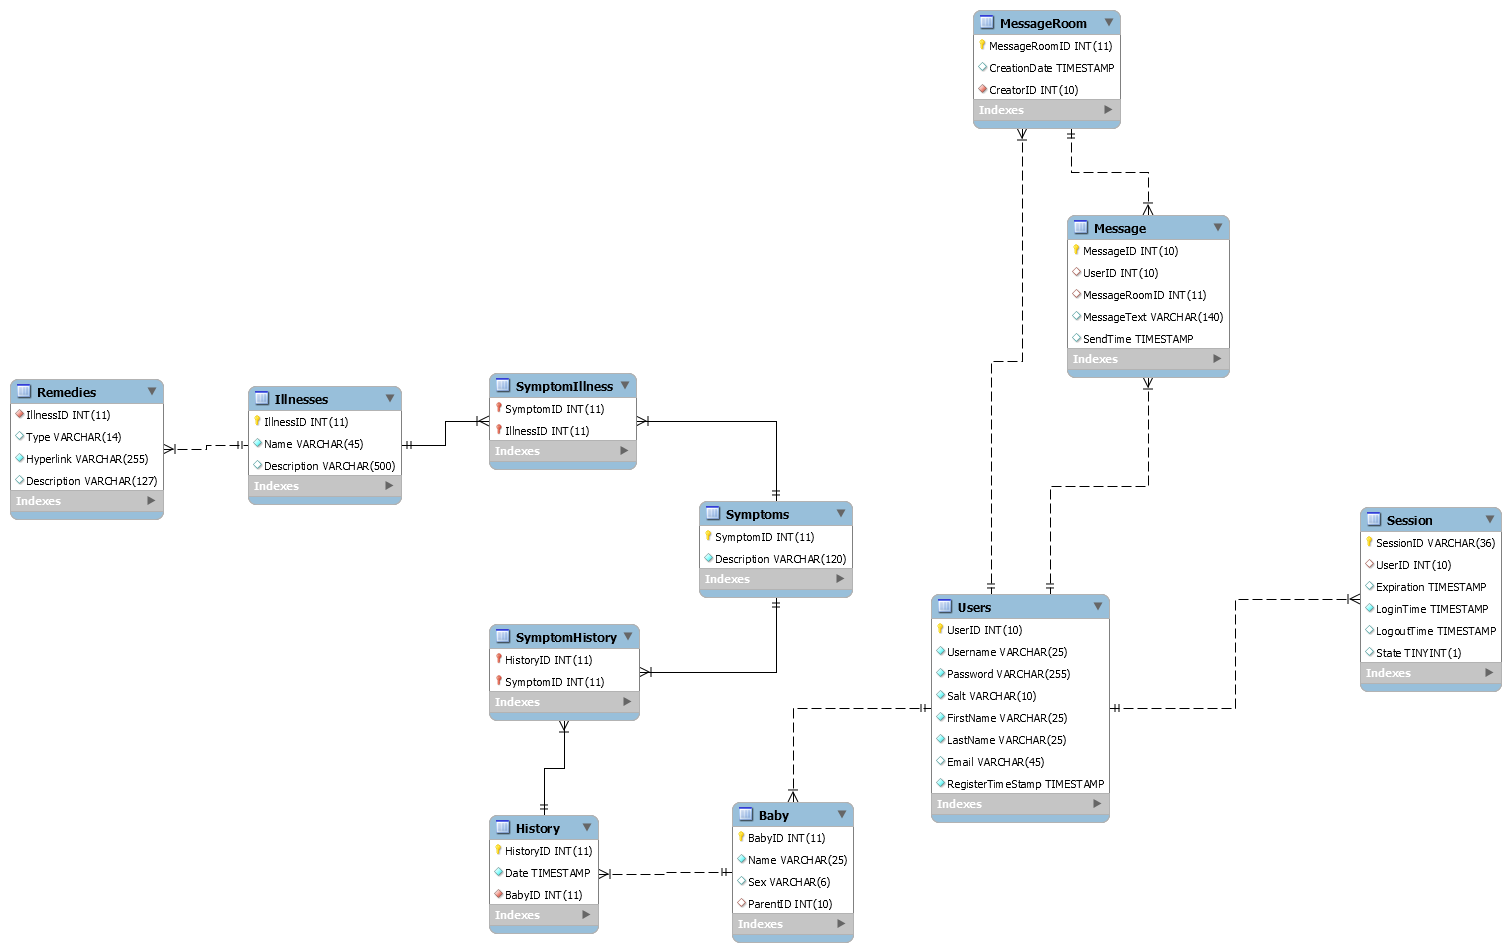 MessageRoom
MessageRoomID INT(11)
CreationDate TIMESTAMP
CreatorID INT(10)
Indexes
Message
MessageID INT(10)
UserID INT(10)
MessageRoomID INT(11)
MessageText VARCHAR(140)
SendTime TIMESTAMP
Indexes
Remedies
IllnessID INT(11)
Type VARCHAR(14)
Hyperlink VARCHAR(255)
Description VARCHAR(127)
Indexes
Illnesses
IllnessID INT(11)
Name VARCHAR(45)
Description VARCHAR(500)
Indexes
SymptomIllness
SymptomID INT(11)
IllnessID INT(11)
Indexes
Symptoms
SymptomID INT(11)
Description VARCHAR(120)
Indexes
Session
SessionID VARCHAR(36)
UserID INT(10)
Expiration TIMESTAMP
LoginTime TIMESTAMP
LogoutTime TIMESTAMP
State TINYINT(1)
Indexes
Users
UserID INT(10)
Username VARCHAR(25)
Password VARCHAR(255)
Salt VARCHAR(10)
FirstName VARCHAR(25)
LastName VARCHAR(25)
Email VARCHAR(45)
RegisterTimeStamp TIMESTAMP
Indexes
SymptomHistory
HistoryID INT(11)
SymptomID INT(11)
Indexes
History
HistoryID INT(11)
Date TIMESTAMP
BabyID INT(11)
Indexes
Baby
BabyID INT(11)
Name VARCHAR(25)
Sex VARCHAR(6)
ParentID INT(10)
Indexes